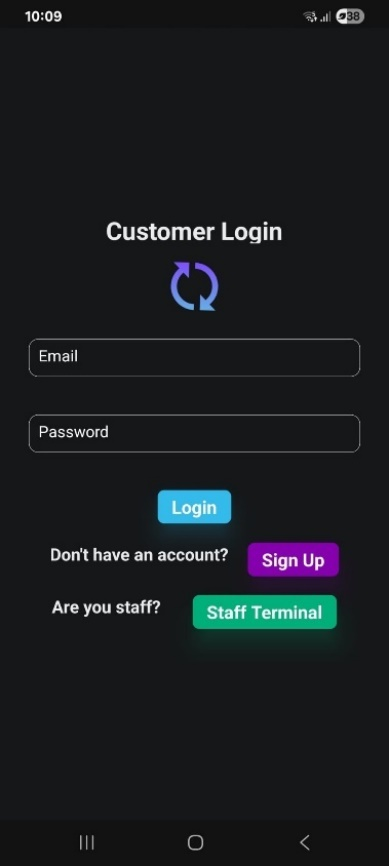 10:09
38
Customer Login
Email
Password
Login
Don't have an account? Sign Up
Are you staff? Staff Terminal